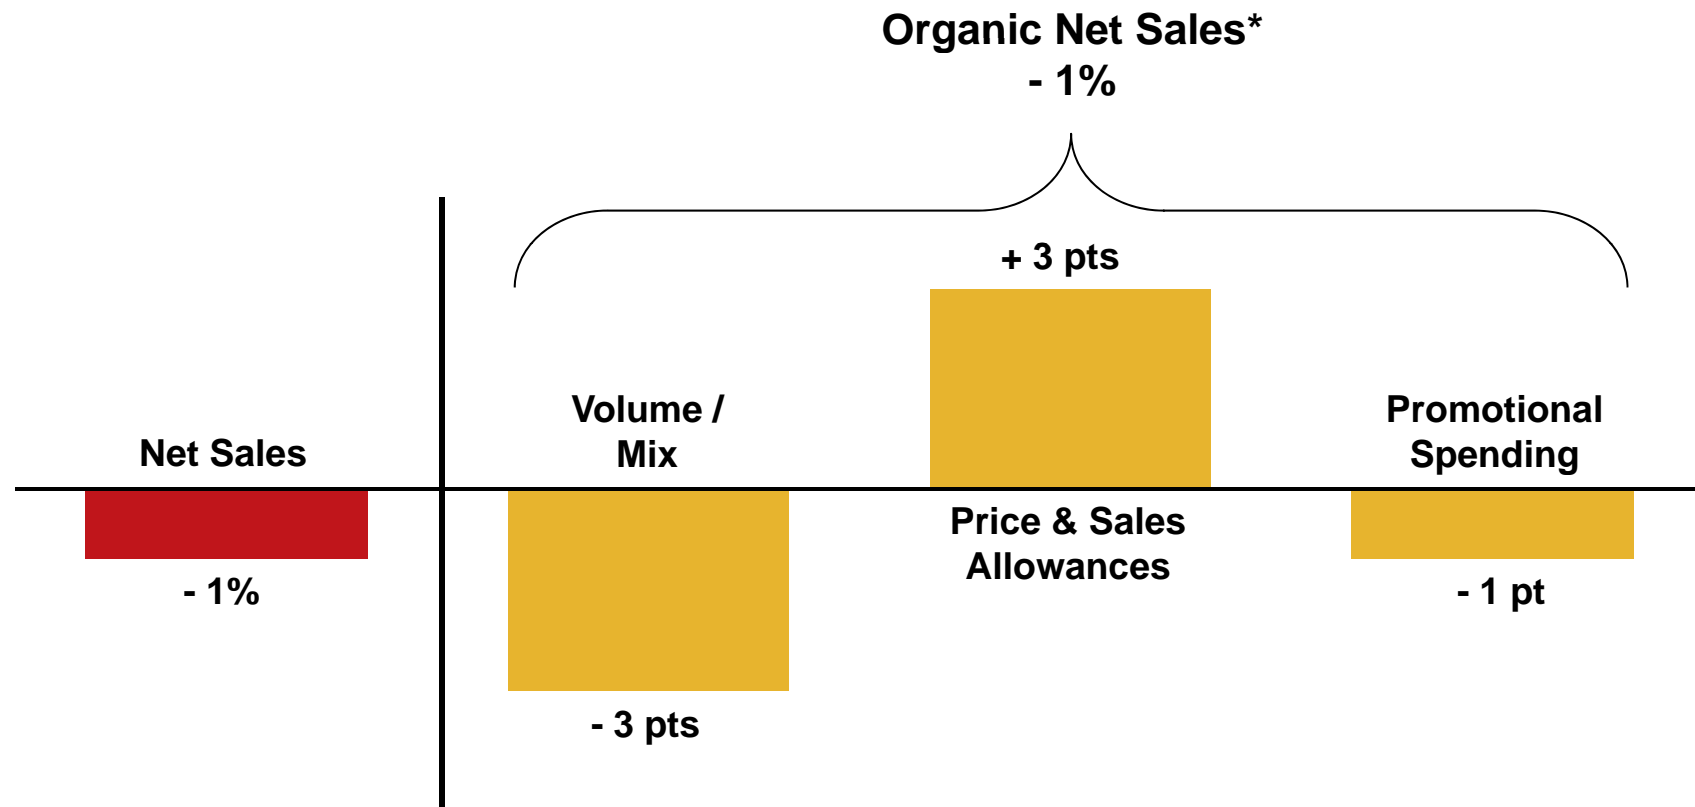 Organic Net Sales*
- 1%
+ 3 pts
Net Sales
- 1%
Volume /
Mix
- 3 pts
Price & Sales
Allowances
Promotional
Spending
- 1 pt